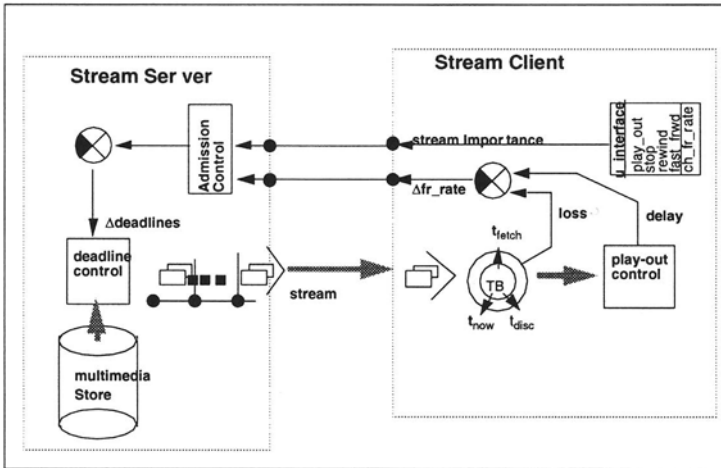 Stream Ser ver
Stream Client
Admission
Control
stream Impor tance
u_interface
play_out
stop
rewind
fast_frwd
ch_fr_rate
Δfr_rate
Δdeadlines
loss
delay
deadline
control
t_fetch
TB
t_now
t_disc
play-out
control
stream
multimedia
Store